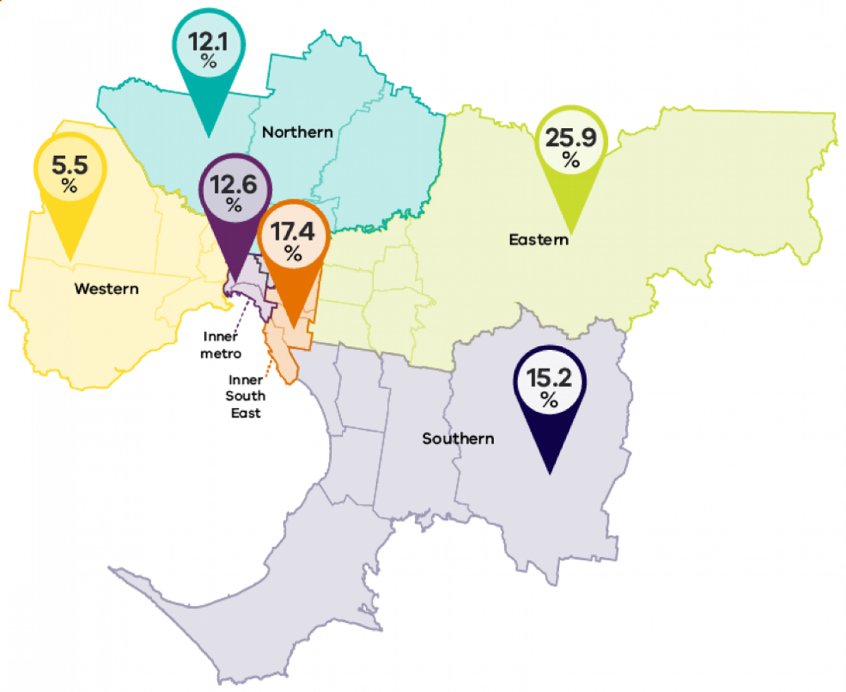 12.1
%
Northern
25.9
%
5.5
%
12.6
%
17.4
%
Eastern
Western
Inner
metro
Inner
South
East
15.2
%
Southern